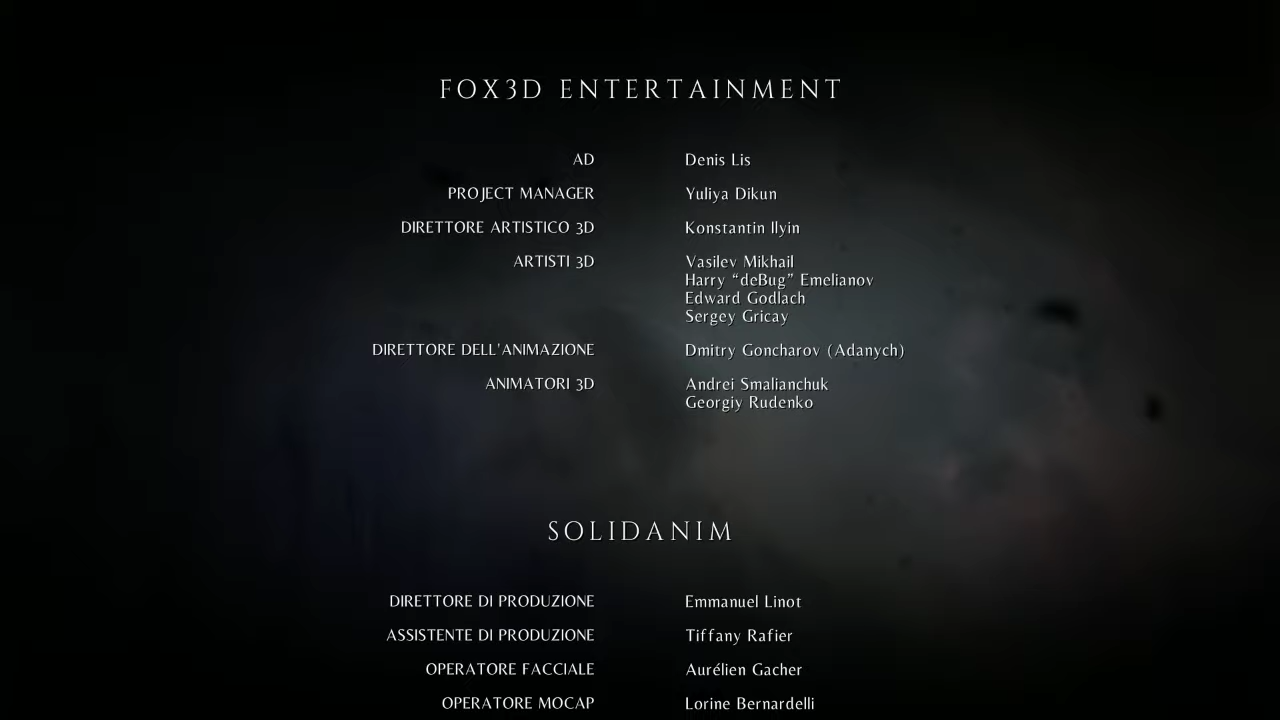 FOX3D ENTERTAINMENT
AD Denis Lis
PROJECT MANAGER Yuliya Dikun
DIRETTORE ARTISTICO 3D Konstantin Ilyin
ARTISTI 3D Vasilev Mikhail
Harry “deBug” Emelianov
Edward Godlach
Sergey Gricay
DIRETTORE DELL'ANIMAZIONE Dmitry Goncharov (Adanych)
ANIMATORI 3D Andrei Smalianchuk
Georgiy Rudenko
SOLIDANIM
DIRETTORE DI PRODUZIONE Emmanuel Linot
ASSISTENTE DI PRODUZIONE Tiffany Rafier
OPERATORE FACCIALE Aurélien Gacher
OPERATORE MOCAP Lorine Bernardelli